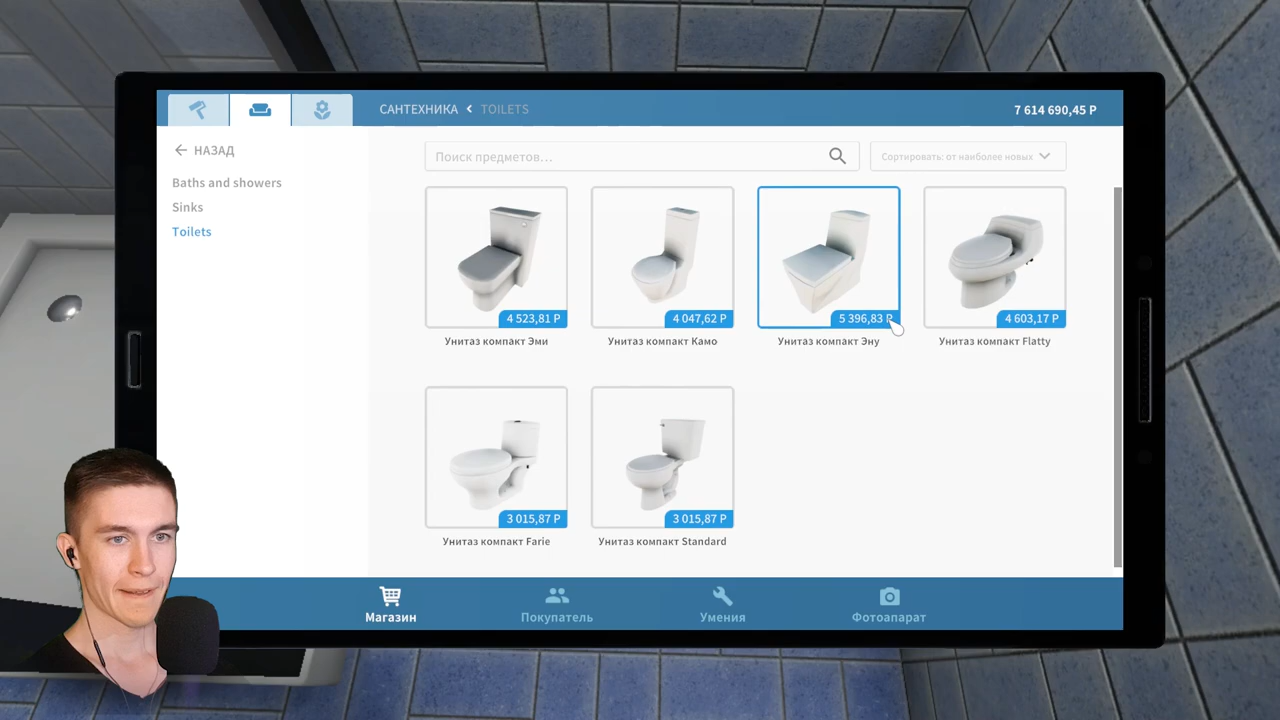 САНТЕХНИКА < TOILETS
7 614 690,45 Р
НАЗАД
Baths and showers
Sinks
Toilets
Поиск предметов...
Сортировать: от наиболее новых
4 523,81 Р
4 047,62 Р
5 396,83 Р
4 603,17 Р
Унитаз компакт Эми
Унитаз компакт Камо
Унитаз компакт Эну
Унитаз компакт Flatty
3 015,87 Р
3 015,87 Р
Унитаз компакт Farie
Унитаз компакт Standard
Магазин
Покупатель
Умения
Фотоапарат